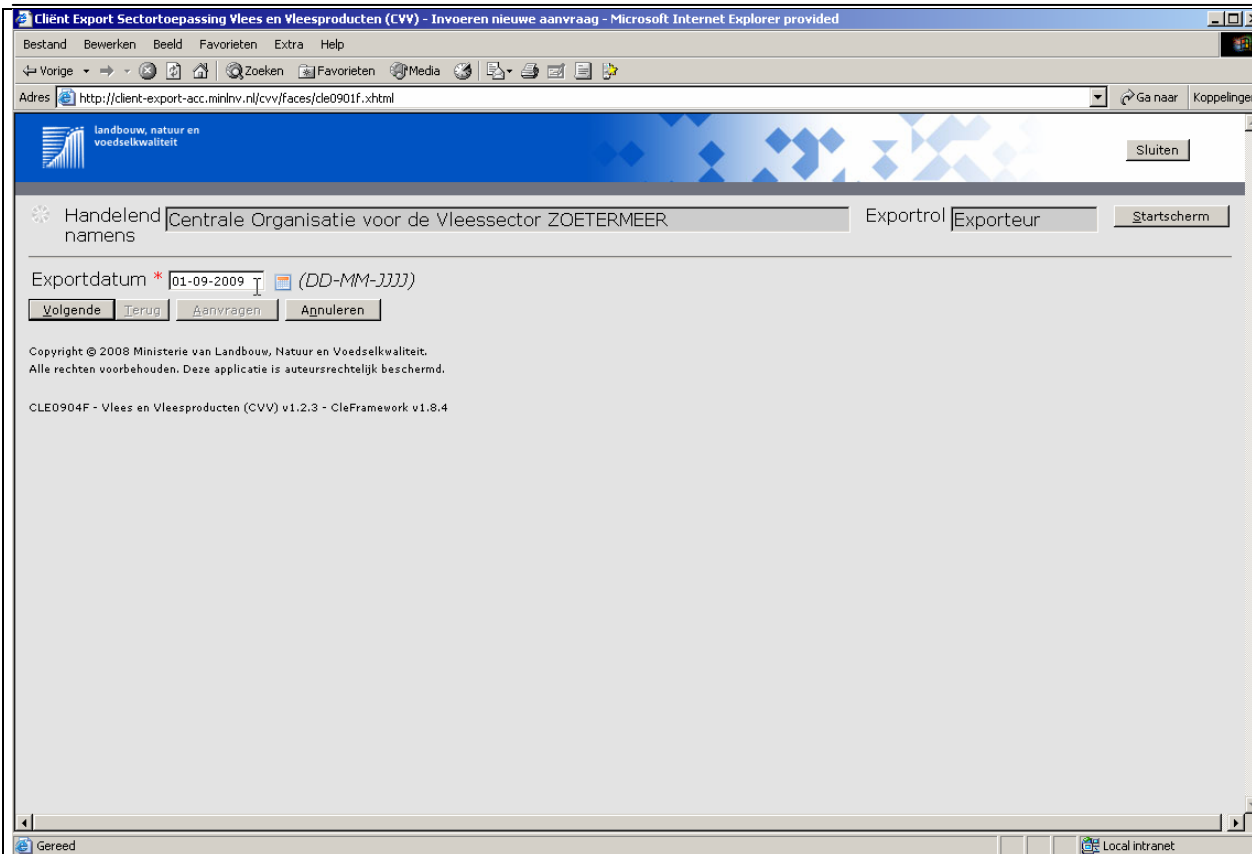 Cliënt Export Sectortoepassing Vlees en Vleesproducten (CVV) - Invoeren nieuwe aanvraag - Microsoft Internet Explorer provided
Bestand Bewerken Beeld Favorieten Extra Help
Vorige Zoeken Favorieten Media
Adres http://client-export-acc.minlnv.nl/cvv/faces/cle0901f.xhtml Ga naar Koppelinge
landbouw, natuur en
voedselkwaliteit
Sluiten
Handelend namens Centrale Organisatie voor de Vleessector ZOETERMEER Exportrol Exporteur Startscherm
Exportdatum * 01-09-2009 (DD-MM-JJJJ)
Volgende Terug Aanvragen Annuleren
Copyright © 2008 Ministerie van Landbouw, Natuur en Voedselkwaliteit.
Alle rechten voorbehouden. Deze applicatie is auteursrechtelijk beschermd.
CLE0904F - Vlees en Vleesproducten (CVV) v1.2.3 - CleFramework v1.8.4
Gereed Local intranet